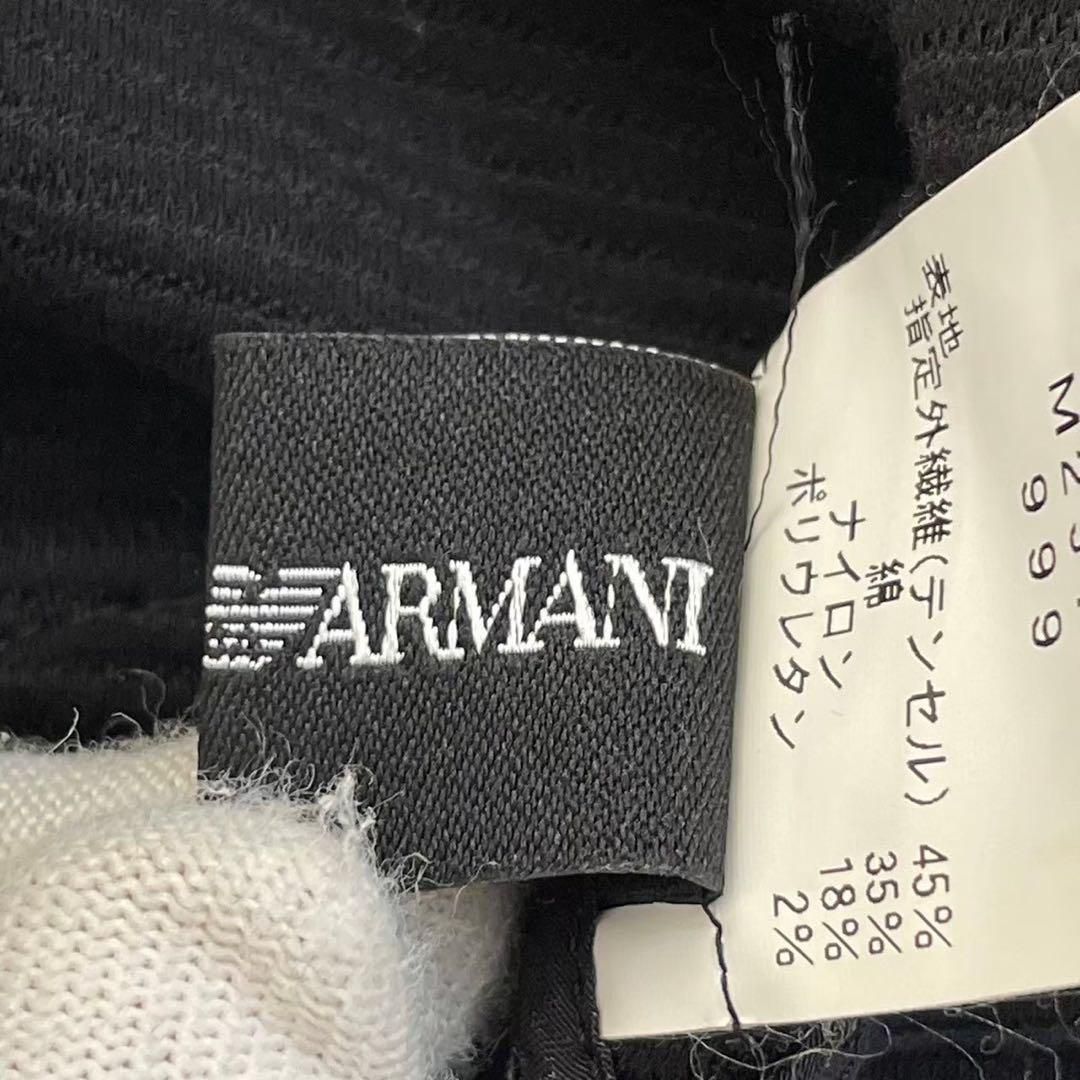 ARMANI
M
999
表地
指定外繊維(テンセル) 45%
綿 35%
ナイロン 18%
ポリウレタン 2%